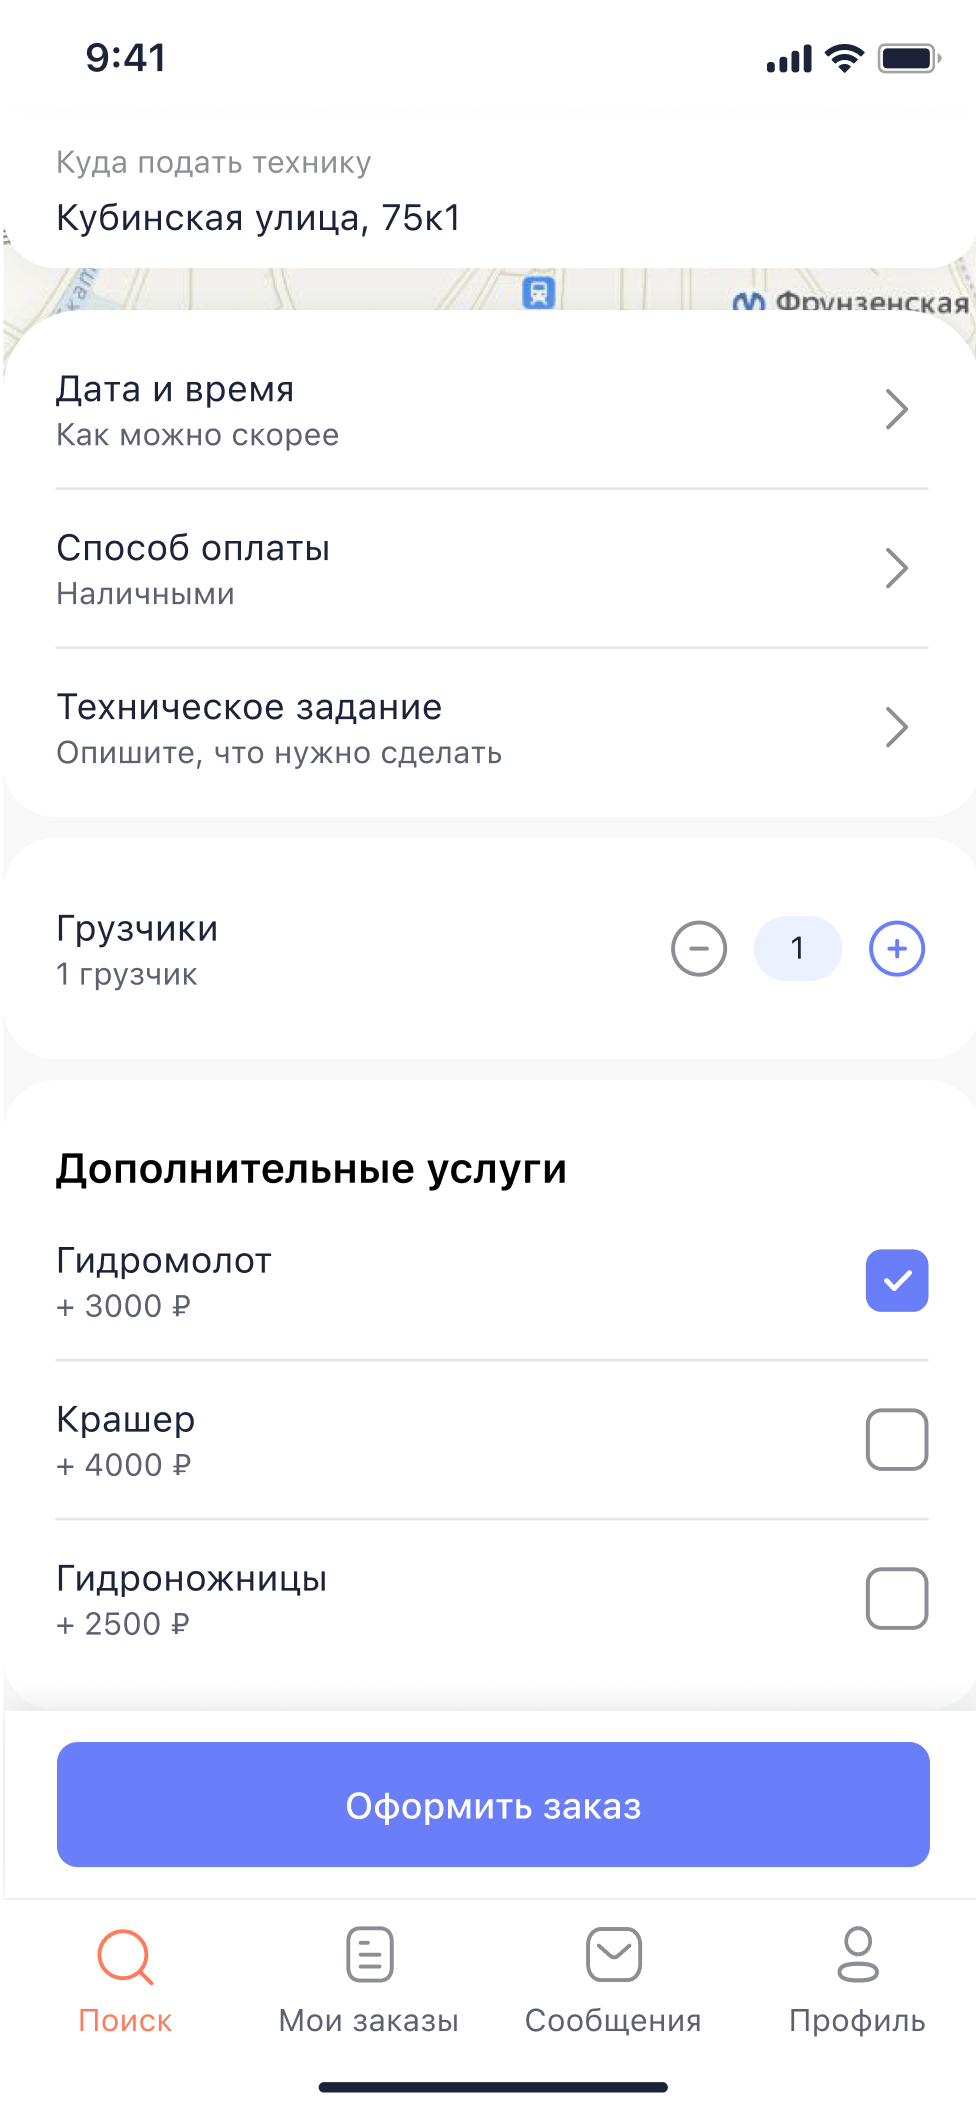 9:41
Куда подать технику
Кубинская улица, 75к1
Фрунзенская
Дата и время
Как можно скорее
Способ оплаты
Наличными
Техническое задание
Опишите, что нужно сделать
Грузчики
1 грузчик
1
Дополнительные услуги
Гидромолот
+ 3000 ₽
Крашер
+ 4000 ₽
Гидроножницы
+ 2500 ₽
Оформить заказ
Поиск
Мои заказы
Сообщения
Профиль